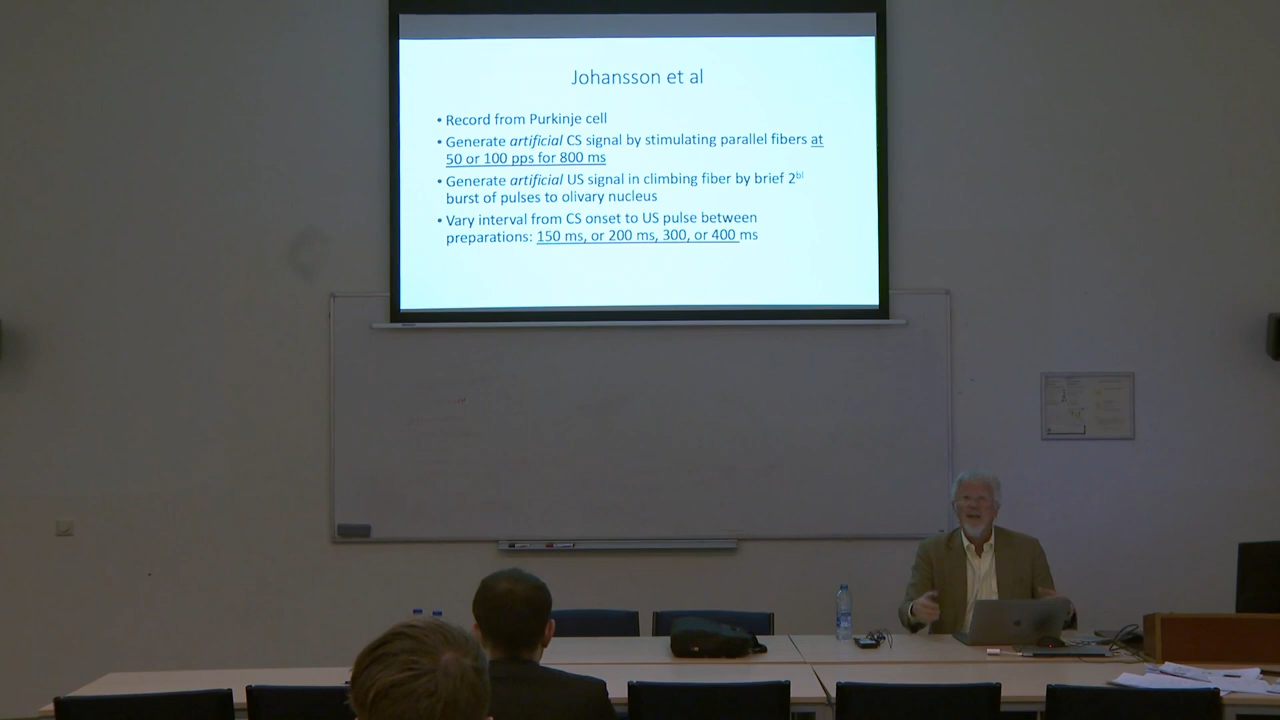 Johansson et al
• Record from Purkinje cell
• Generate artificial CS signal by stimulating parallel fibers at
50 or 100 pps for 800 ms
• Generate artificial US signal in climbing fiber by brief 2bl
burst of pulses to olivary nucleus
• Vary interval from CS onset to US pulse between
preparations: 150 ms, or 200 ms, 300, or 400 ms